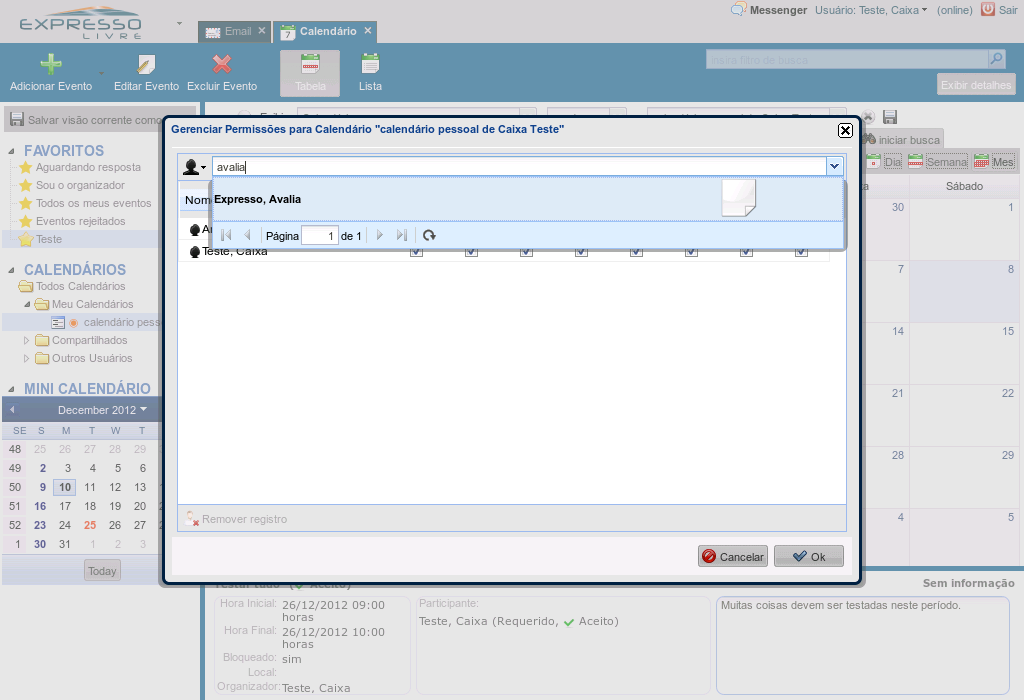 EXPRESSO
LIVRE
Messenger Usuário: Teste, Caixa (online) Sair
Email
7 Calendário
Adicionar Evento
Editar Evento
Excluir Evento
Tabela
Lista
Insira filtro de busca
Exibir detalhes
Salvar visão corrente como
iniciar busca
Dia Semana Mes
FAVORITOS
Aguardando resposta
Sou o organizador
Todos os meus eventos
Eventos rejeitados
Teste
CALENDÁRIOS
Todos Calendários
Meu Calendários
calendário pess
Compartilhados
Outros Usuários
MINI CALENDÁRIO
December 2012
SE S M T W T
48 25 26 27 28 29
49 2 3 4 5 6
50 9 10 11 12 13
51 16 17 18 19 20
52 23 24 25 26 27
1 30 31 1 2 3
Today
Gerenciar Permissões para Calendário "calendário pessoal de Caixa Teste"
avalia
Nom
Expresso, Avalia
Página 1 de 1
Teste, Caixa
Remover registro
Cancelar
Ok
Sábado
30 1
7 8
14 15
21 22
28 29
4 5
Testar tudo (Aceito)
Sem informação
Hora Inicial: 26/12/2012 09:00
horas
Hora Final: 26/12/2012 10:00
horas
Bloqueado: sim
Local:
Organizador: Teste, Caixa
Participante:
Teste, Caixa (Requerido, Aceito)
Muitas coisas devem ser testadas neste período.